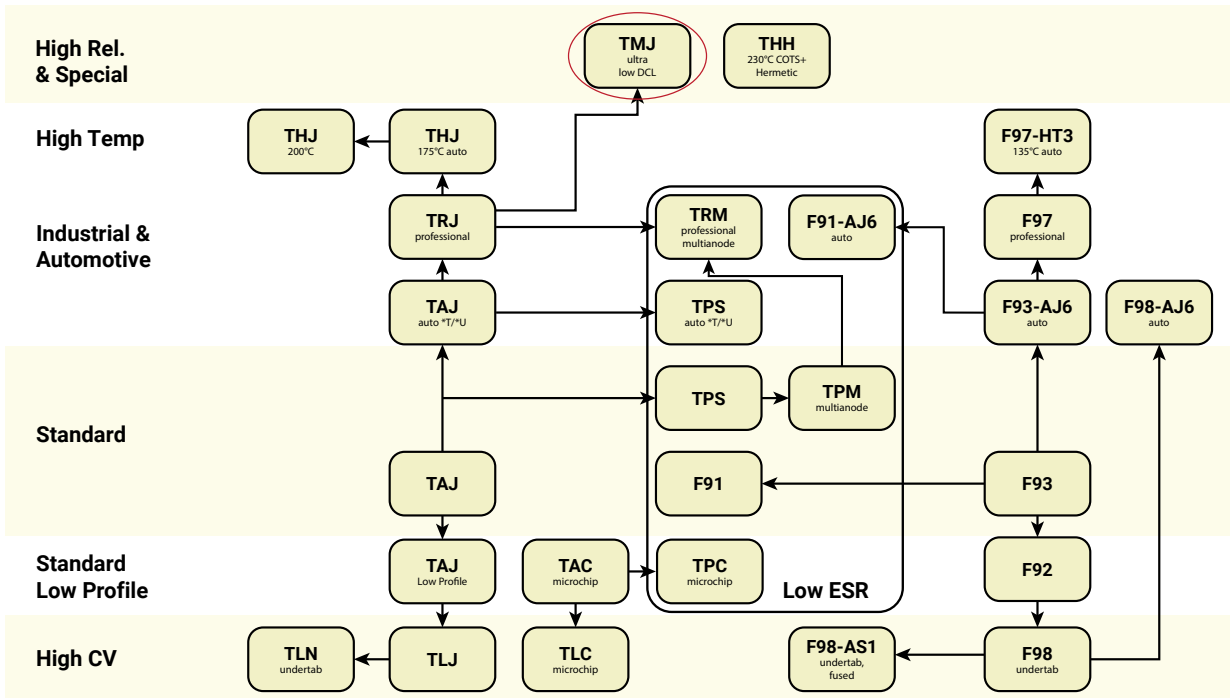 High Rel.
& Special
TMJ
ultra
low DCL
THH
230°C COTS+
Hermetic
High Temp
THJ
200°C
THJ
175°C auto
F97-HT3
135°C auto
Industrial &
Automotive
TRJ
professional
TRM
professional
multianode
F91-AJ6
auto
F97
professional
TAJ
auto *T/*U
TPS
auto *T/*U
F93-AJ6
auto
F98-AJ6
auto
Standard
TPS
TPM
multianode
TAJ
F91
F93
Standard
Low Profile
TAJ
Low Profile
TAC
microchip
TPC
microchip
Low ESR
F92
High CV
TLN
undertab
TLJ
TLC
microchip
F98-AS1
undertab,
fused
F98
undertab